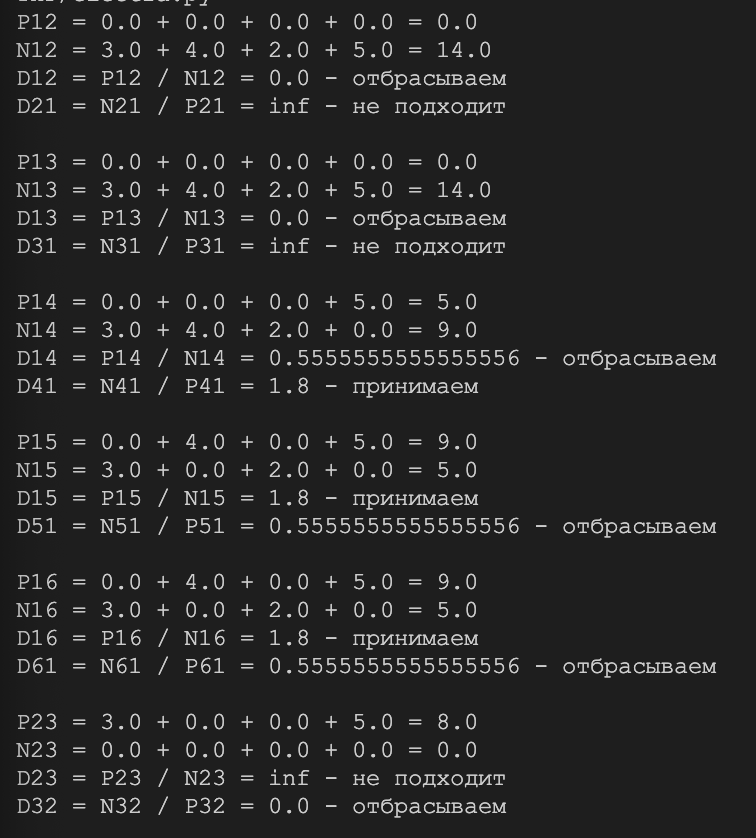 P12 = 0.0 + 0.0 + 0.0 + 0.0 = 0.0
N12 = 3.0 + 4.0 + 2.0 + 5.0 = 14.0
D12 = P12 / N12 = 0.0 - отбрасываем
D21 = N21 / P21 = inf - не подходит
P13 = 0.0 + 0.0 + 0.0 + 0.0 = 0.0
N13 = 3.0 + 4.0 + 2.0 + 5.0 = 14.0
D13 = P13 / N13 = 0.0 - отбрасываем
D31 = N31 / P31 = inf - не подходит
P14 = 0.0 + 0.0 + 0.0 + 5.0 = 5.0
N14 = 3.0 + 4.0 + 2.0 + 0.0 = 9.0
D14 = P14 / N14 = 0.5555555555555556 - отбрасываем
D41 = N41 / P41 = 1.8 - принимаем
P15 = 0.0 + 4.0 + 0.0 + 5.0 = 9.0
N15 = 3.0 + 0.0 + 2.0 + 0.0 = 5.0
D15 = P15 / N15 = 1.8 - принимаем
D51 = N51 / P51 = 0.5555555555555556 - отбрасываем
P16 = 0.0 + 4.0 + 0.0 + 5.0 = 9.0
N16 = 3.0 + 0.0 + 2.0 + 0.0 = 5.0
D16 = P16 / N16 = 1.8 - принимаем
D61 = N61 / P61 = 0.5555555555555556 - отбрасываем
P23 = 3.0 + 0.0 + 0.0 + 5.0 = 8.0
N23 = 0.0 + 0.0 + 0.0 + 0.0 = 0.0
D23 = P23 / N23 = inf - не подходит
D32 = N32 / P32 = 0.0 - отбрасываем